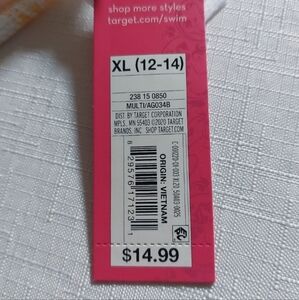 shop more styles
target.com/swim
XL (12-14)
238 15 0850
MULTI/AG034B
DIST. BY TARGET CORPORATION
MPLS, MN 55403 ©2020 TARGET
BRANDS, INC SHOP TARGET.COM
ORIGIN: VIETNAM
$14.99